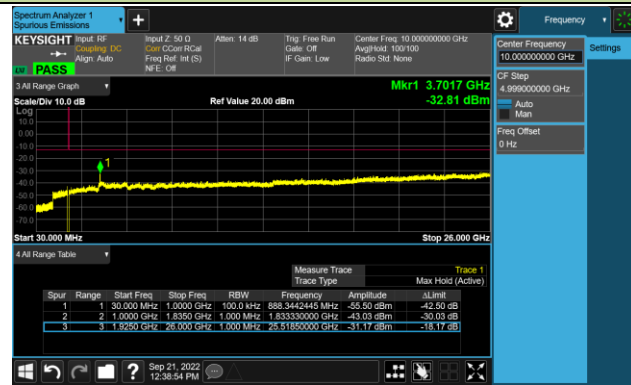 Spectrum Analyzer 1
Spurious Emissions
+
Frequency
KEYSIGHT Input: RF Input Z: 50 Ω Atten: 14 dB Trig: Free Run Center Freq: 10.000000000 GHz
Coupling: DC Corr CCorr RCal Gate: Off Avg|Hold: 100/100
Align: Auto Freq Ref: Int (S) IF Gain: Low Radio Std: None
NFE: Off
PASS
Center Frequency
10.000000000 GHz
Settings
CF Step
4.999000000 GHz
Auto
Man
Freq Offset
0 Hz
3 All Range Graph
Mkr1 3.7017 GHz
Scale/Div 10.0 dB Ref Value 20.00 dBm -32.81 dBm
Log
10.0
0.00
-10.0
-20.0
-30.0
-40.0
-50.0
-60.0
-70.0
1
Start 30.000 MHz Stop 26.000 GHz
4 All Range Table
Measure Trace Trace 1
Trace Type Max Hold (Active)
Spur Range Start Freq Stop Freq RBW Frequency Amplitude ΔLimit
1 1 30.000 MHz 1.0000 GHz 100.0 kHz 888.3442445 MHz -55.50 dBm -42.50 dB
2 2 1.0000 GHz 1.8350 GHz 1.000 MHz 1.833330000 GHz -43.03 dBm -30.03 dB
3 3 1.9250 GHz 26.000 GHz 1.000 MHz 25.51850000 GHz -31.17 dBm -18.17 dB
?
Sep 21, 2022
12:38:54 PM